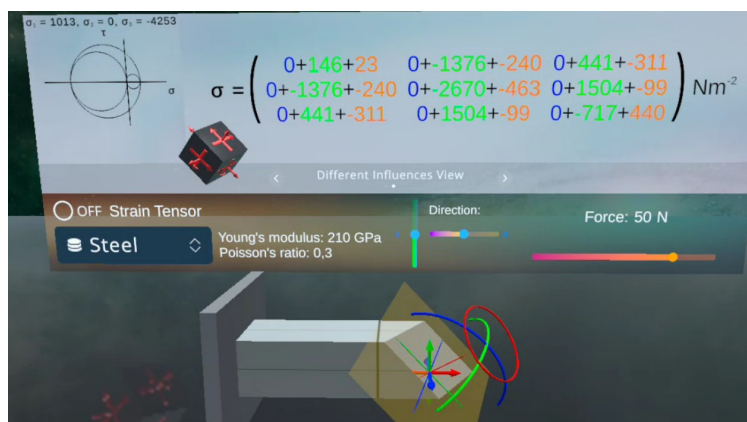 σ₁ = 1013, σ₂ = 0, σ₃ = -4253
τ
σ
0+146+23 0+-1376+-240 0+441+-311
σ = 0+-1376+-240 0+-2670+-463 0+1504+-99 Nm⁻²
0+441+-311 0+1504+-99 0+-717+440
‹ Different Influences View ›
OFF Strain Tensor
Direction:
Force: 50 N
Steel
Young's modulus: 210 GPa
Poisson's ratio: 0,3